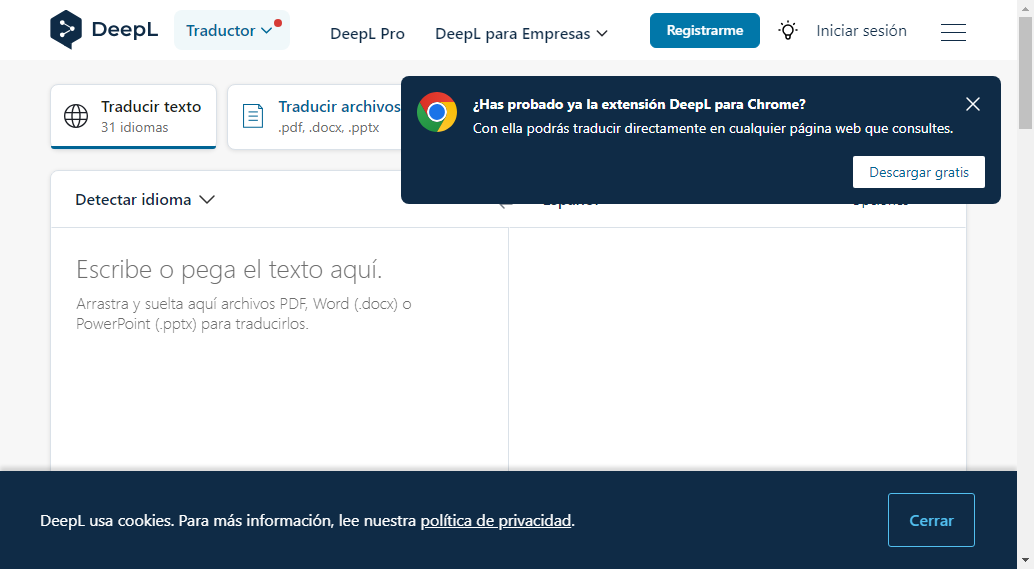 DeepL
Traductor
DeepL Pro
DeepL para Empresas
Registrarme
Iniciar sesión
Traducir texto
31 idiomas
Traducir archivos
.pdf, .docx, .pptx
¿Has probado ya la extensión DeepL para Chrome?
Con ella podrás traducir directamente en cualquier página web que consultes.
Descargar gratis
Detectar idioma
Escribe o pega el texto aquí.
Arrastra y suelta aquí archivos PDF, Word (.docx) o
PowerPoint (.pptx) para traducirlos.
DeepL usa cookies. Para más información, lee nuestra política de privacidad.
Cerrar